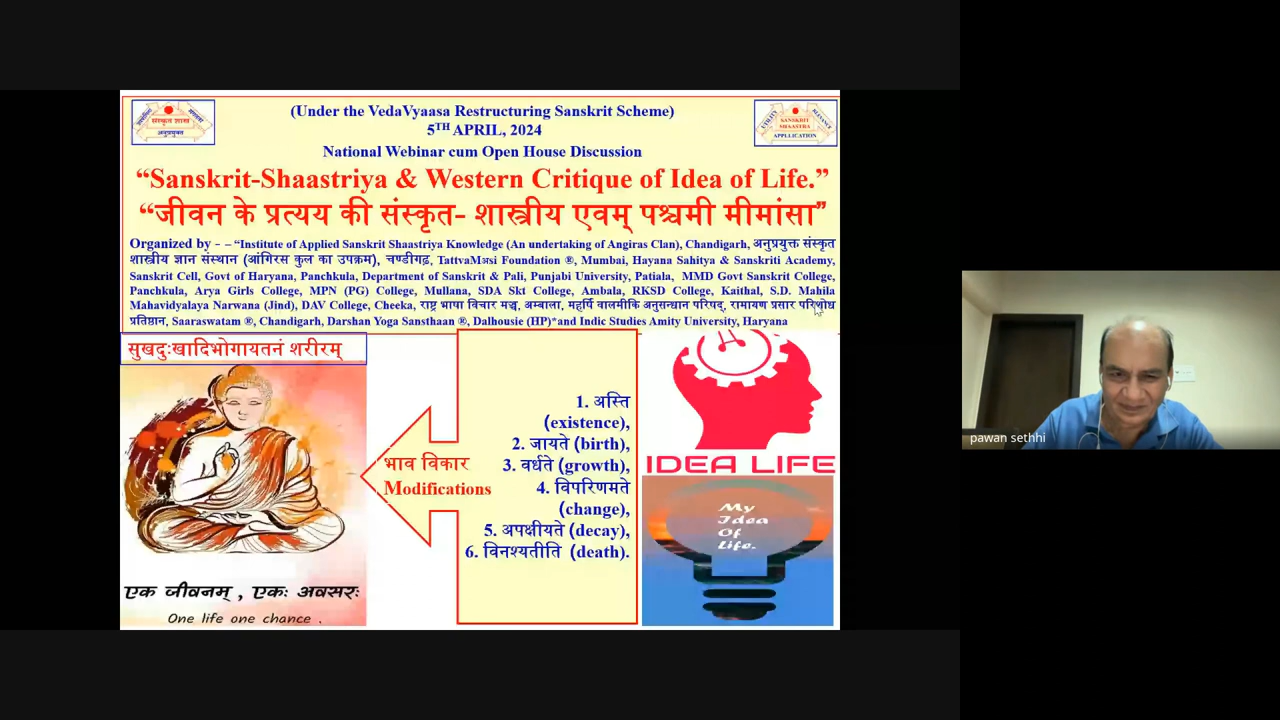 संस्कृत शास्त्र
अनुप्रयुक्त
SANSKRIT
SHAASTRA
APPLICATION
(Under the VedaVyaasa Restructuring Sanskrit Scheme)
5TH APRIL, 2024
National Webinar cum Open House Discussion
“Sanskrit-Shaastriya & Western Critique of Idea of Life.”
“जीवन के प्रत्यय की संस्कृत- शास्त्रीय एवम् पश्चमी मीमांसा”
Organized by - – “Institute of Applied Sanskrit Shaastriya Knowledge (An undertaking of Angiras Clan), Chandigarh, अनुप्रयुक्त संस्कृत
शास्त्रीय ज्ञान संस्थान (आंगिरस कुल का उपक्रम), चण्डीगढ़, TattvaMअsi Foundation ®, Mumbai, Hayana Sahitya & Sanskriti Academy,
Sanskrit Cell, Govt of Haryana, Panchkula, Department of Sanskrit & Pali, Punjabi University, Patiala, MMD Govt Sanskrit College,
Panchkula, Arya Girls College, MPN (PG) College, Mullana, SDA Skt College, Ambala, RKSD College, Kaithal, S.D. Mahila
Mahavidyalaya Narwana (Jind), DAV College, Cheeka, राष्ट्र भाषा विचार मञ्च, अम्बाला, महर्षि वाल्मीकि अनुसन्धान परिषद्, रामायण प्रसार परिशोध
प्रतिष्ठान, Saaraswatam ®, Chandigarh, Darshan Yoga Sansthaan ®, Dalhousie (HP)*and Indic Studies Amity University, Haryana
सुखदुःखादिभोगायतनं शरीरम्
एक जीवनम् , एकः अवसरः
One life one chance .
भाव विकार
Modifications
1. अस्ति
(existence),
2. जायते (birth),
3. वर्धते (growth),
4. विपरिणमते
(change),
5. अपक्षीयते (decay),
6. विनश्यतीति (death).
IDEA LIFE
My
Idea
Of
Life.
pawan sethhi